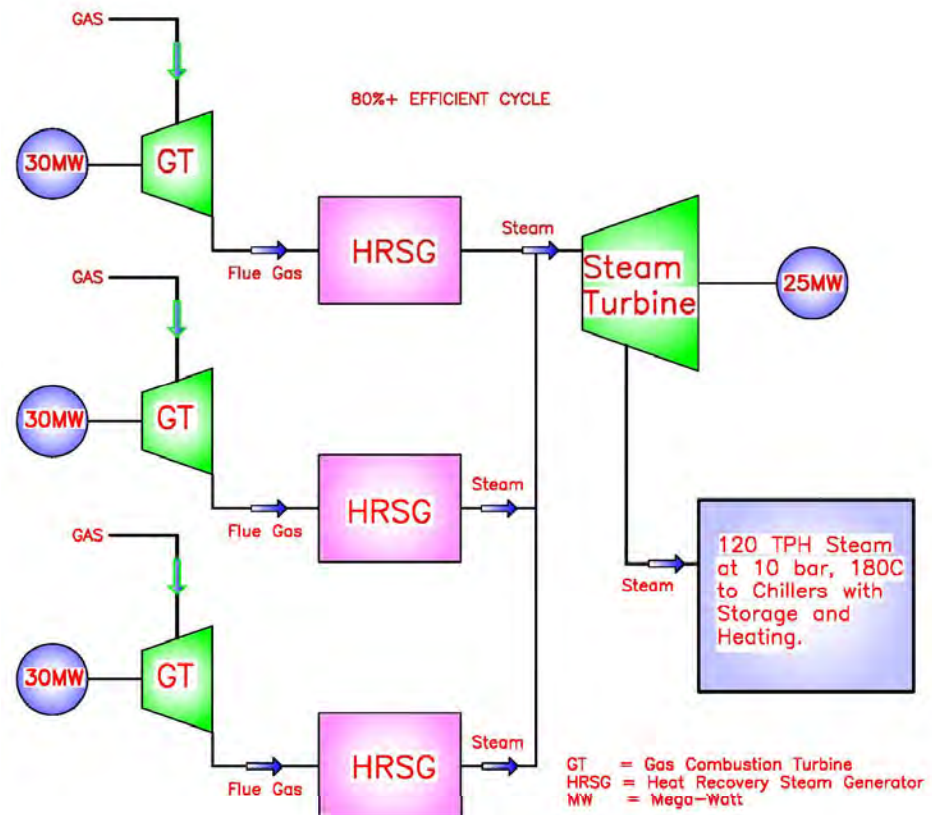 GAS
80%+ EFFICIENT CYCLE
30MW
GT
Flue Gas
HRSG
Steam
Steam
Turbine
25MW
GAS
30MW
GT
Flue Gas
HRSG
Steam
GAS
30MW
GT
Flue Gas
HRSG
Steam
Steam
120 TPH Steam
at 10 bar, 180C
to Chillers with
Storage and
Heating.
GT = Gas Combustion Turbine
HRSG = Heat Recovery Steam Generator
MW = Mega-Watt